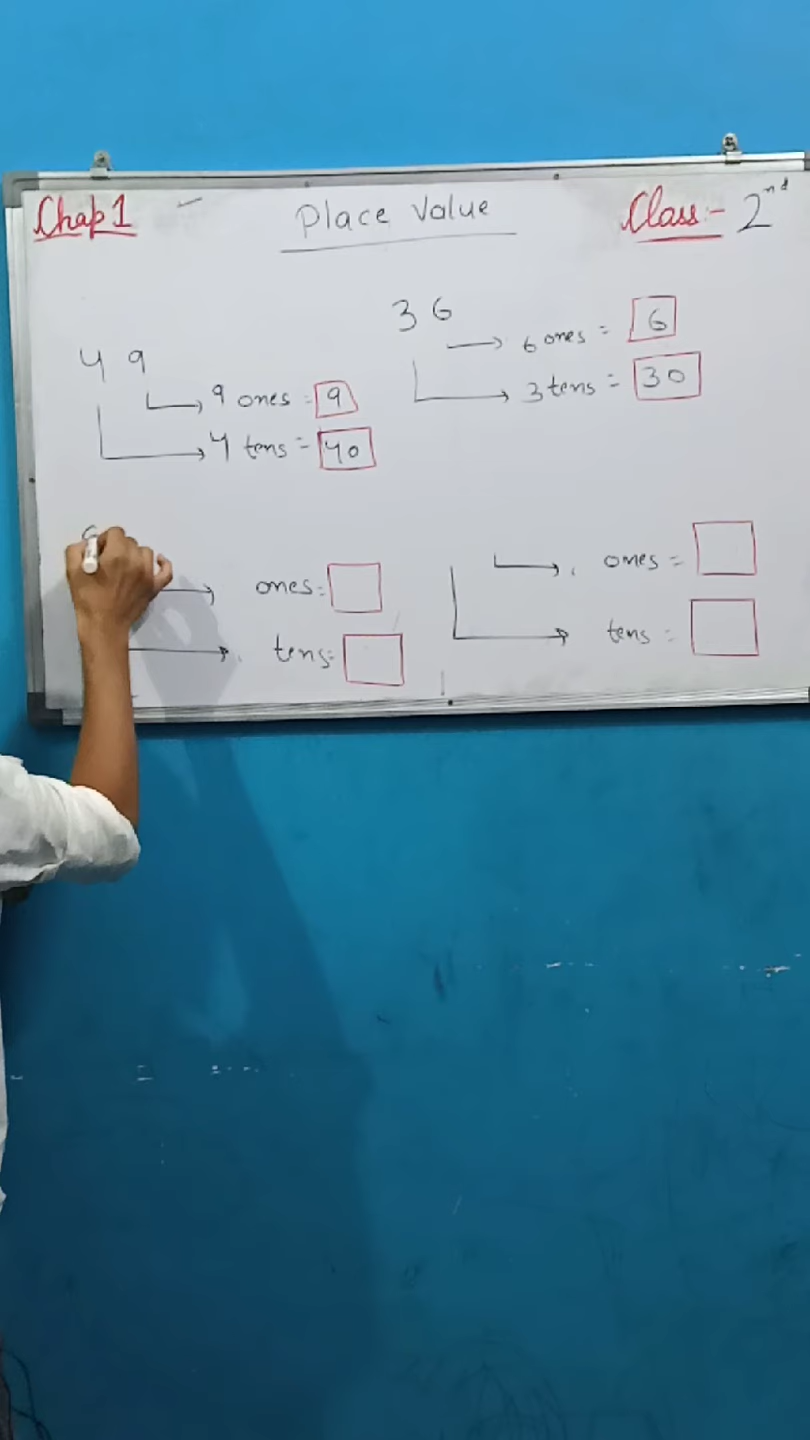 Chap 1 Place Value Class:- 2nd
49
9 ones = 9
4 tens = 40
36
6 ones = 6
3 tens = 30
ones=
tens=
ones =
tens =